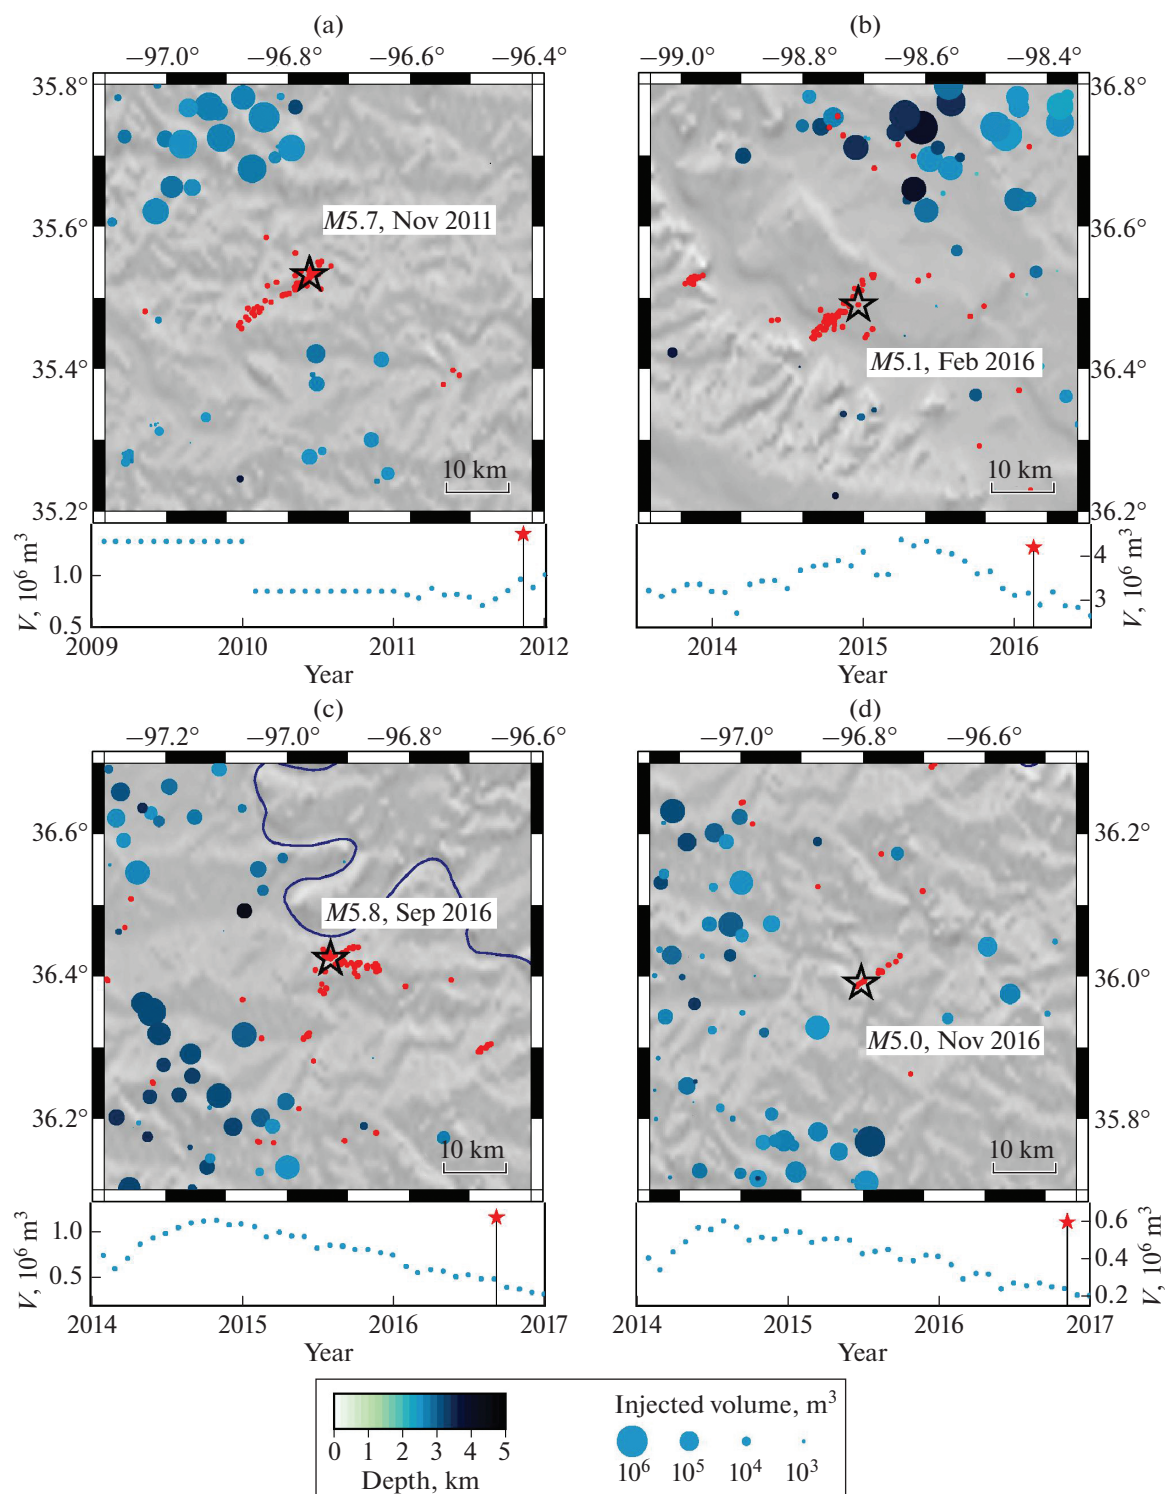 (a)
−97.0° −96.8° −96.6° −96.4°
35.8°
35.6°
35.4°
35.2°
M5.7, Nov 2011
10 km
V, 10⁶ m³
1.0
0.5
2009 2010 2011 2012
Year
(b)
−99.0° −98.8° −98.6° −98.4°
36.8°
36.6°
36.4°
36.2°
M5.1, Feb 2016
10 km
4
3
V, 10⁶ m³
2014 2015 2016
Year
(c)
−97.2° −97.0° −96.8° −96.6°
36.6°
36.4°
36.2°
M5.8, Sep 2016
10 km
V, 10⁶ m³
1.0
0.5
2014 2015 2016 2017
Year
(d)
−97.0° −96.8° −96.6°
36.2°
36.0°
35.8°
M5.0, Nov 2016
10 km
0.6
0.4
0.2
V, 10⁶ m³
2014 2015 2016 2017
Year
0 1 2 3 4 5
Depth, km
Injected volume, m³
10⁶ 10⁵ 10⁴ 10³